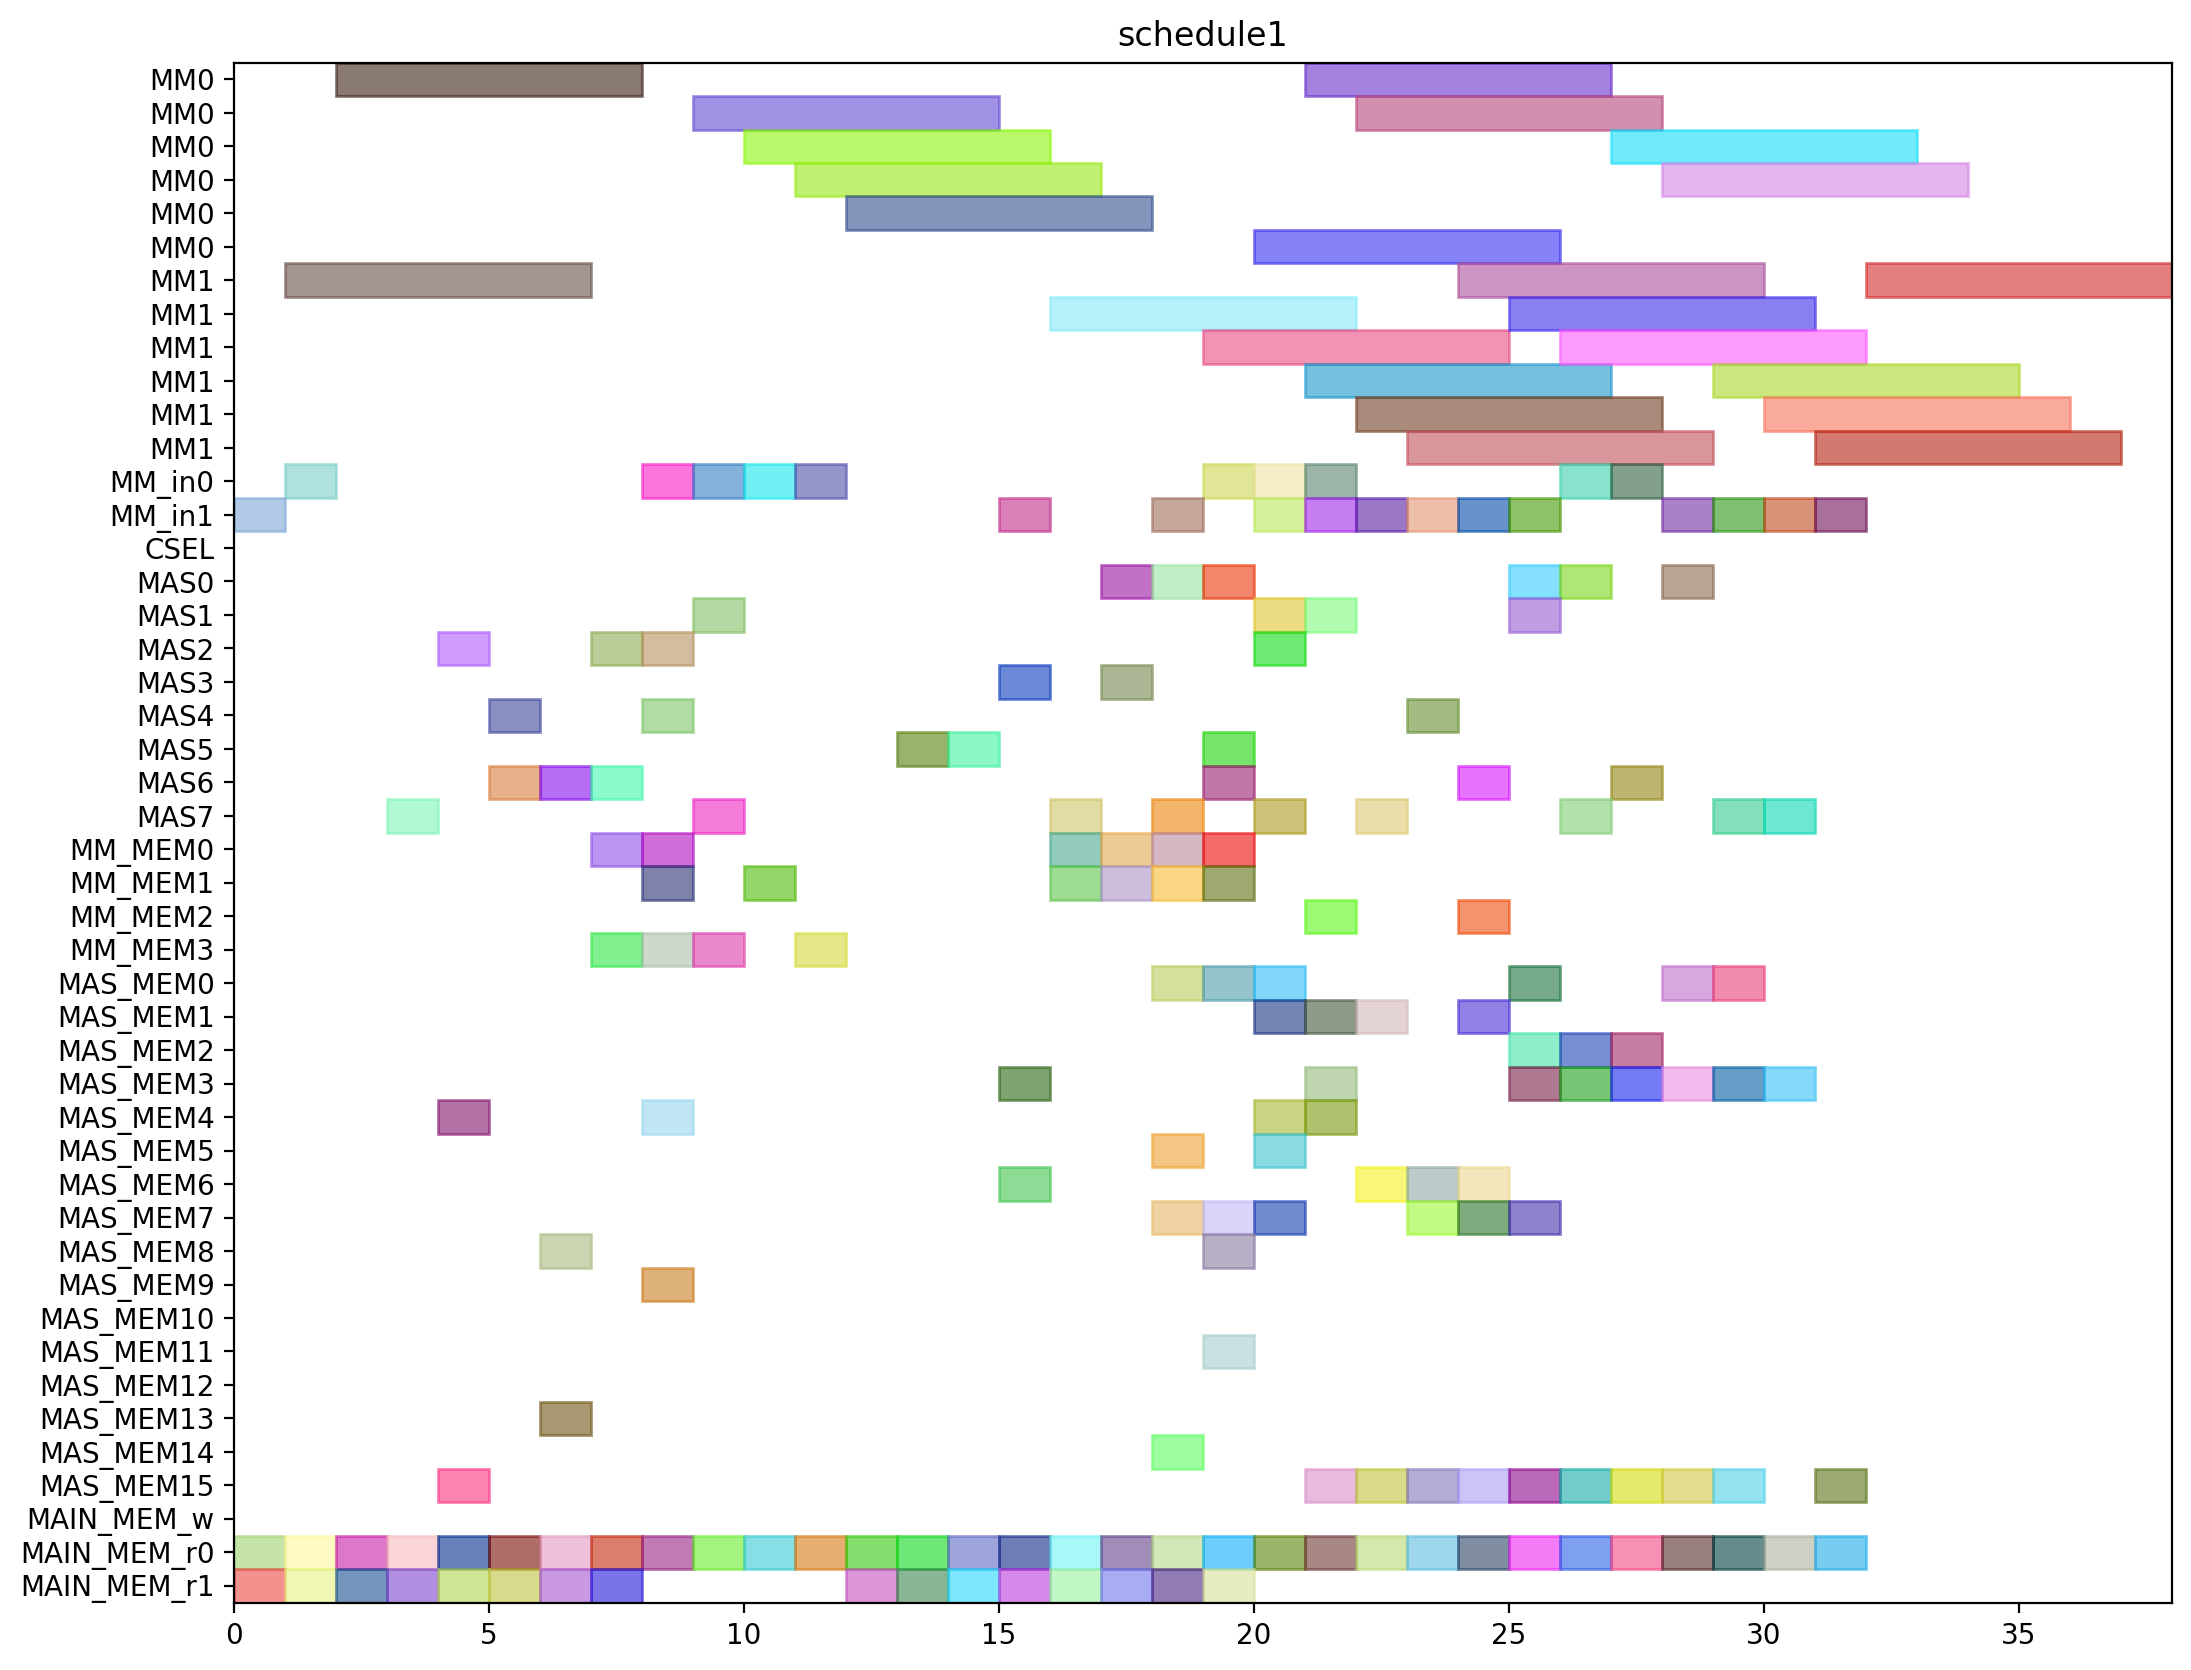 schedule1
MM0
MM0
MM0
MM0
MM0
MM0
MM1
MM1
MM1
MM1
MM1
MM1
MM_in0
MM_in1
CSEL
MAS0
MAS1
MAS2
MAS3
MAS4
MAS5
MAS6
MAS7
MM_MEM0
MM_MEM1
MM_MEM2
MM_MEM3
MAS_MEM0
MAS_MEM1
MAS_MEM2
MAS_MEM3
MAS_MEM4
MAS_MEM5
MAS_MEM6
MAS_MEM7
MAS_MEM8
MAS_MEM9
MAS_MEM10
MAS_MEM11
MAS_MEM12
MAS_MEM13
MAS_MEM14
MAS_MEM15
MAIN_MEM_w
MAIN_MEM_r0
MAIN_MEM_r1
0 5 10 15 20 25 30 35